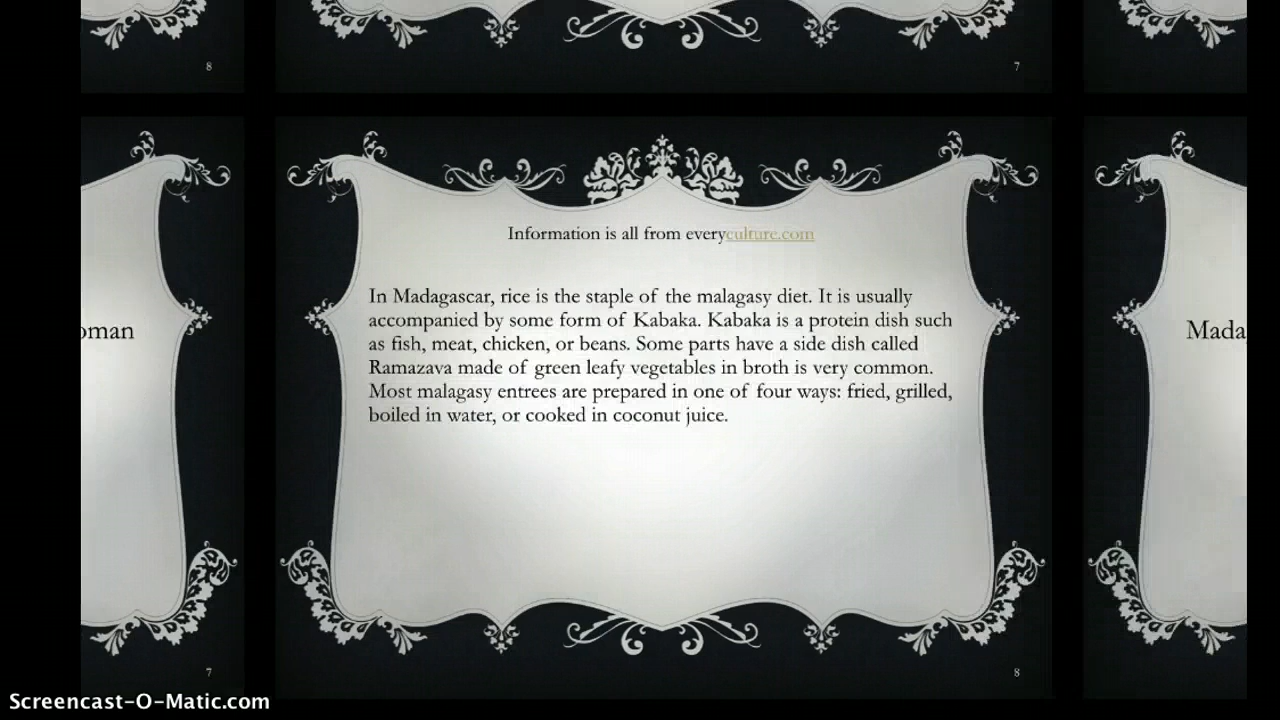 8
7
Information is all from everyculture.com
In Madagascar, rice is the staple of the malagasy diet. It is usually
accompanied by some form of Kabaka. Kabaka is a protein dish such
as fish, meat, chicken, or beans. Some parts have a side dish called
Ramazava made of green leafy vegetables in broth is very common.
Most malagasy entrees are prepared in one of four ways: fried, grilled,
boiled in water, or cooked in coconut juice.
oman
Mada
7
8
Screencast-O-Matic.com